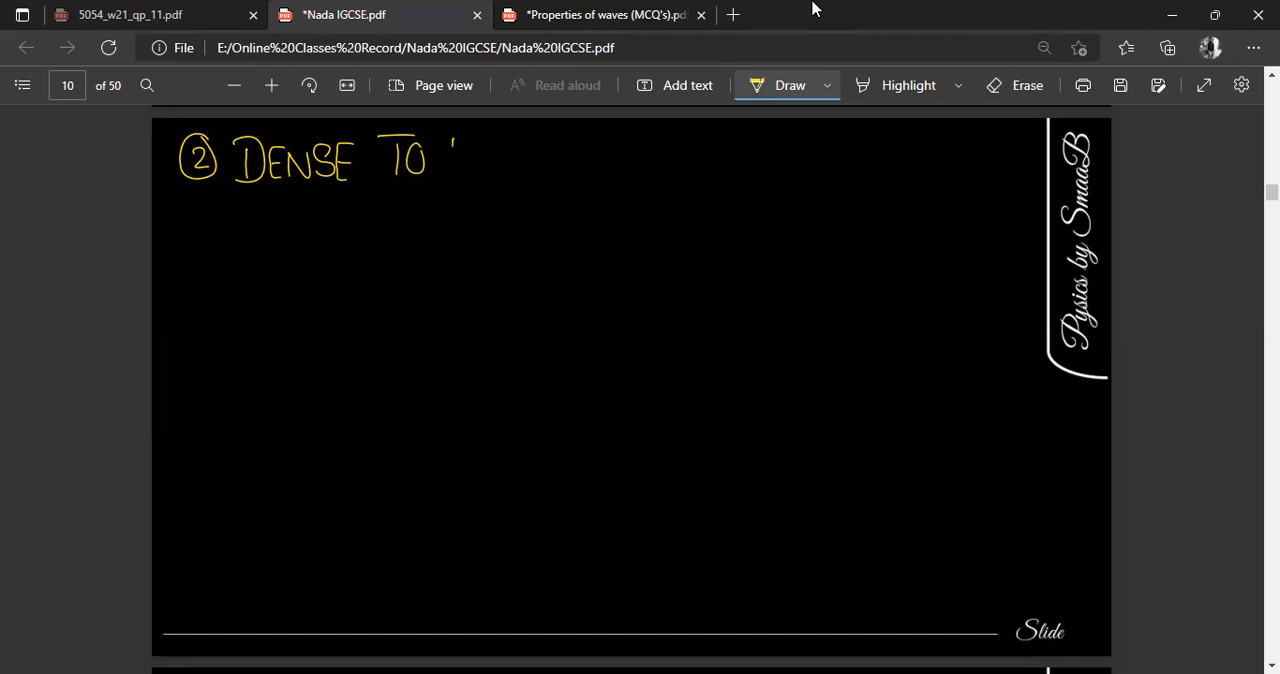 5054_w21_qp_11.pdf
*Nada IGCSE.pdf
*Properties of waves (MCQ's).pd
File
E:/Online%20Classes%20Record/Nada%20IGCSE/Nada%20IGCSE.pdf
10 of 50
Page view
Read aloud
Add text
Draw
Highlight
Erase
② DENSE TO
Pysics by SmaaB
Slide